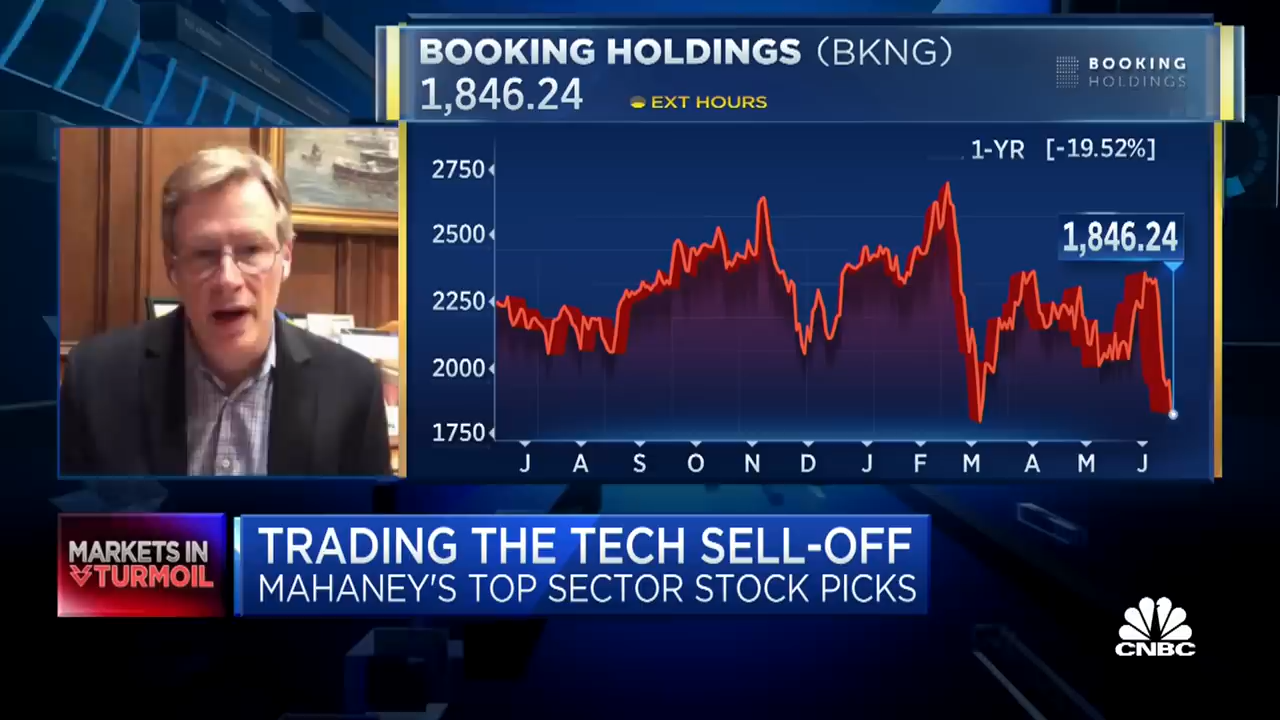 BOOKING HOLDINGS (BKNG)
1,846.24 EXT HOURS
BOOKING
HOLDINGS
1-YR [-19.52%]
2750
2500
2250
2000
1750
1,846.24
J A S O N D J F M A M J
MARKETS IN
TURMOIL
TRADING THE TECH SELL-OFF
MAHANEY'S TOP SECTOR STOCK PICKS
CNBC